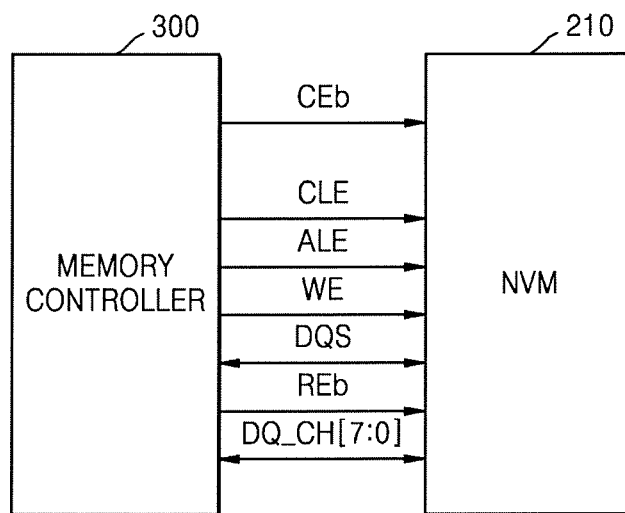 300
210
CEb
CLE
ALE
MEMORY
CONTROLLER
WE
NVM
DQS
REb
DQ_CH[7:0]